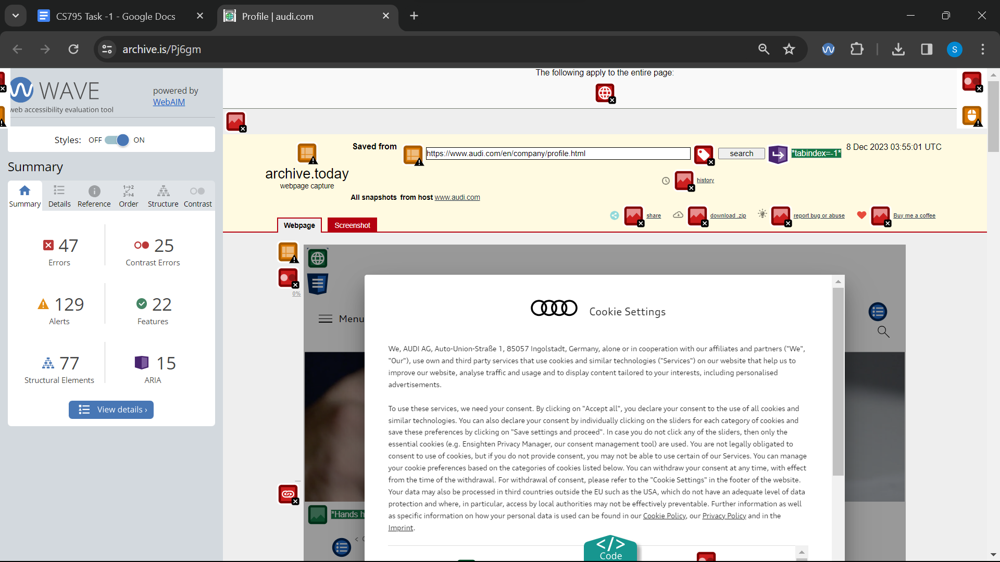 CS795 Task -1 - Google Docs
Profile | audi.com
archive.is/Pj6gm
S
WAVE
powered by
WebAIM
web accessibility evaluation tool
Styles: OFF ON
Summary
Summary Details Reference Order Structure Contrast
47
Errors
25
Contrast Errors
129
Alerts
22
Features
77
Structural Elements
15
ARIA
View details ›
The following apply to the entire page:
archive.today
webpage capture
Saved from
https://www.audi.com/en/company/profile.html
search
*tabindex=-1*
8 Dec 2023 03:55:01 UTC
history
All snapshots from host www.audi.com
share
download .zip
report bug or abuse
Buy me a coffee
Webpage
Screenshot
0%
Menu
Cookie Settings
We, AUDI AG, Auto-Union-Straße 1, 85057 Ingolstadt, Germany, alone or in cooperation with our affiliates and partners ("We",
"Our"), use own and third party services that use cookies and similar technologies ("Services") on our website that help us to
improve our website, analyse traffic and usage and to display content tailored to your interests, including personalised
advertisements.
To use these services, we need your consent. By clicking on "Accept all", you declare your consent to the use of all cookies and
similar technologies. You can also declare your consent by individually clicking on the sliders for each category of cookies and
save these preferences by clicking on "Save settings and proceed". In case you do not click any of the sliders, then only the
essential cookies (e.g. Ensighten Privacy Manager, our consent management tool) are used. You are not legally obligated to
consent to use of cookies, but if you do not provide consent, you may not be able to use certain of our Services. You can manage
your cookie preferences based on the categories of cookies listed below. You can withdraw your consent at any time, with effect
from the time of the withdrawal. For withdrawal of consent, please refer to the "Cookie Settings" in the footer of the website.
Your data may also be processed in third countries outside the EU such as the USA, which do not have an adequate level of data
protection and where, in particular, access by local authorities may not be effectively preventable. Further information as well
as specific information on how your personal data is used can be found in our Cookie Policy, our Privacy Policy and in the
Imprint.
*Hands h
</>
Code